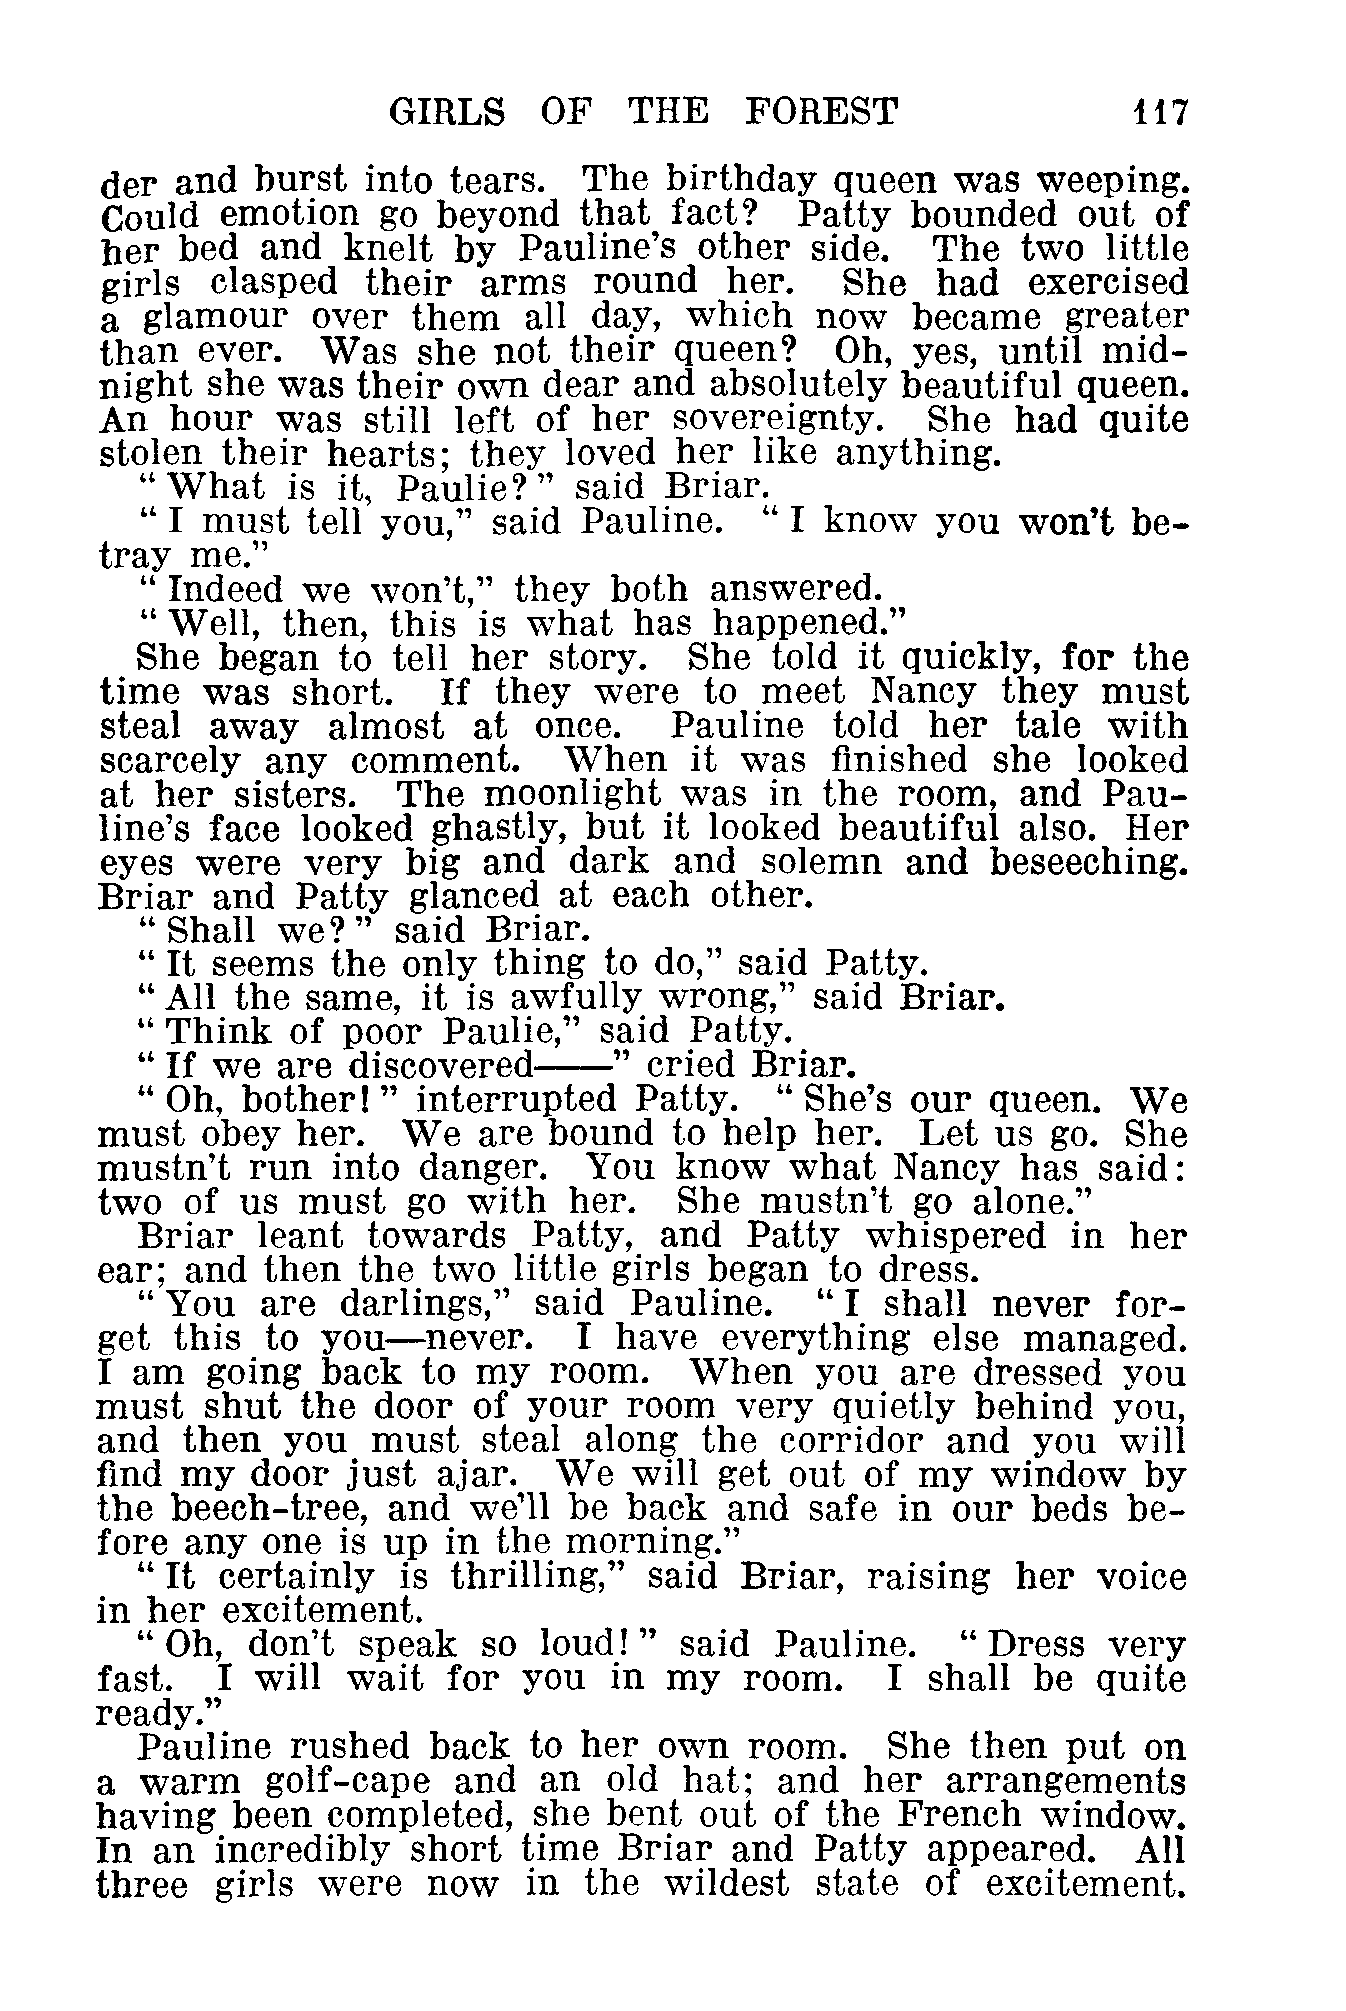 GIRLS OF THE FOREST 117
der and burst into tears. The birthday queen was weeping.
Could emotion go beyond that fact? Patty bounded out of
her bed and knelt by Pauline's other side. The two little
girls clasped their arms round her. She had exercised
a glamour over them all day, which now became greater
than ever. Was she not their queen? Oh, yes, until mid-
night she was their own dear and absolutely beautiful queen.
An hour was still left of her sovereignty. She had quite
stolen their hearts; they loved her like anything.
“What is it, Paulie?” said Briar.
“I must tell you,” said Pauline. “I know you won't be-
tray me.”
“Indeed we won't,” they both answered.
“Well, then, this is what has happened.”
She began to tell her story. She told it quickly, for the
time was short. If they were to meet Nancy they must
steal away almost at once. Pauline told her tale with
scarcely any comment. When it was finished she looked
at her sisters. The moonlight was in the room, and Pau-
line's face looked ghastly, but it looked beautiful also. Her
eyes were very big and dark and solemn and beseeching.
Briar and Patty glanced at each other.
“Shall we?” said Briar.
“It seems the only thing to do,” said Patty.
“All the same, it is awfully wrong,” said Briar.
“Think of poor Paulie,” said Patty.
“If we are discovered——” cried Briar.
“Oh, bother!” interrupted Patty. “She's our queen. We
must obey her. We are bound to help her. Let us go. She
mustn't run into danger. You know what Nancy has said:
two of us must go with her. She mustn't go alone.”
Briar leant towards Patty, and Patty whispered in her
ear; and then the two little girls began to dress.
“You are darlings,” said Pauline. “I shall never for-
get this to you—never. I have everything else managed.
I am going back to my room. When you are dressed you
must shut the door of your room very quietly behind you,
and then you must steal along the corridor and you will
find my door just ajar. We will get out of my window by
the beech-tree, and we'll be back and safe in our beds be-
fore any one is up in the morning.”
“It certainly is thrilling,” said Briar, raising her voice
in her excitement.
“Oh, don't speak so loud!” said Pauline. “Dress very
fast. I will wait for you in my room. I shall be quite
ready.”
Pauline rushed back to her own room. She then put on
a warm golf-cape and an old hat; and her arrangements
having been completed, she bent out of the French window.
In an incredibly short time Briar and Patty appeared. All
three girls were now in the wildest state of excitement.